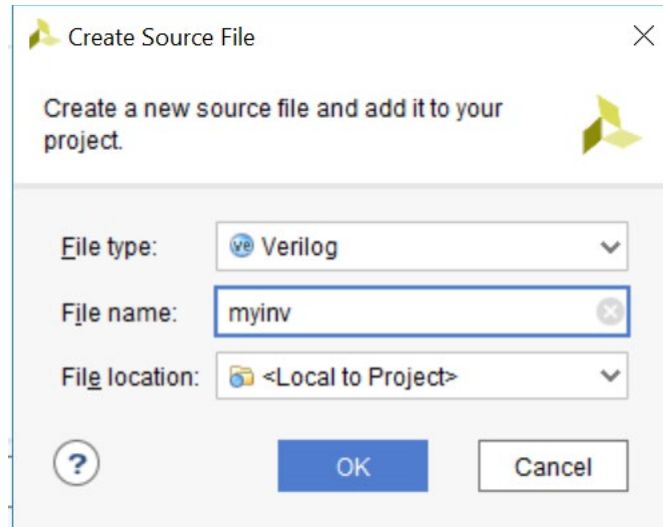 Create Source File
Create a new source file and add it to your
project.
File type: Verilog
File name: myinv
File location: <Local to Project>
? OK Cancel